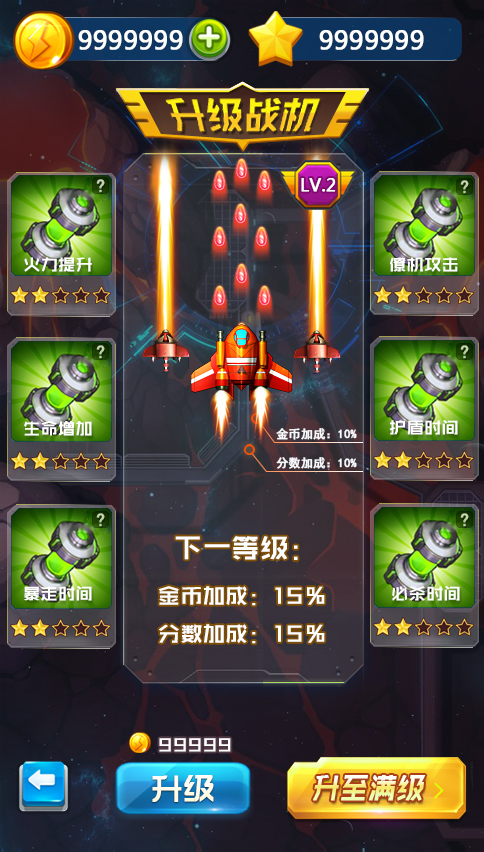 9999999
9999999
升级战机
LV.2
?
火力提升
?
僚机攻击
?
生命增加
?
护盾时间
金币加成：10%
分数加成：10%
?
暴走时间
?
必杀时间
下一等级：
金币加成：15%
分数加成：15%
99999
升级
升至满级